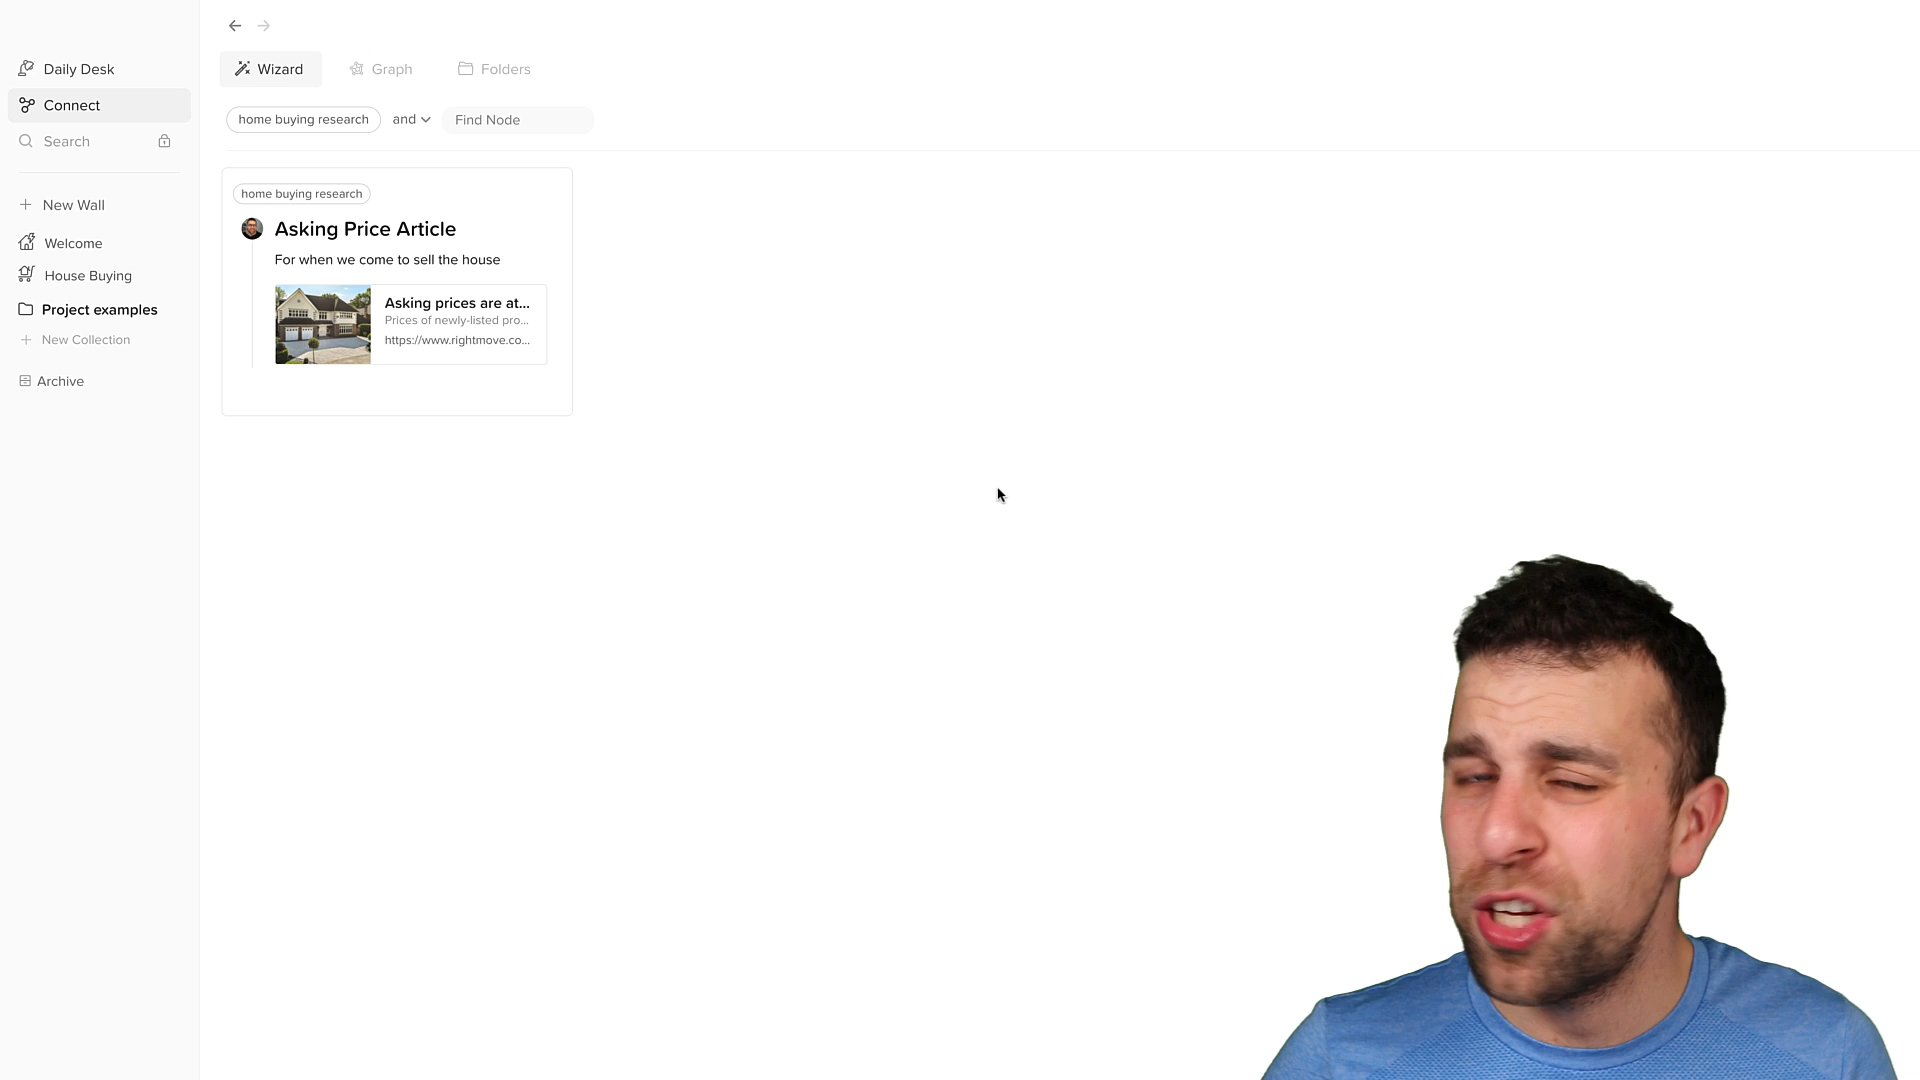 Daily Desk
Connect
Search
New Wall
Welcome
House Buying
Project examples
New Collection
Archive
Wizard
Graph
Folders
home buying research
and
Find Node
home buying research
Asking Price Article
For when we come to sell the house
Asking prices are at...
Prices of newly-listed pro...
https://www.rightmove.co...